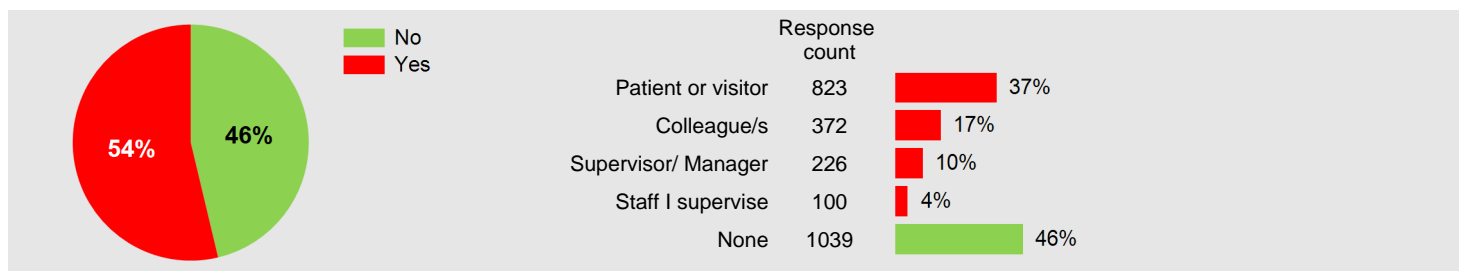 54%
46%
No
Yes
Response
count
Patient or visitor 823 37%
Colleague/s 372 17%
Supervisor/ Manager 226 10%
Staff I supervise 100 4%
None 1039 46%